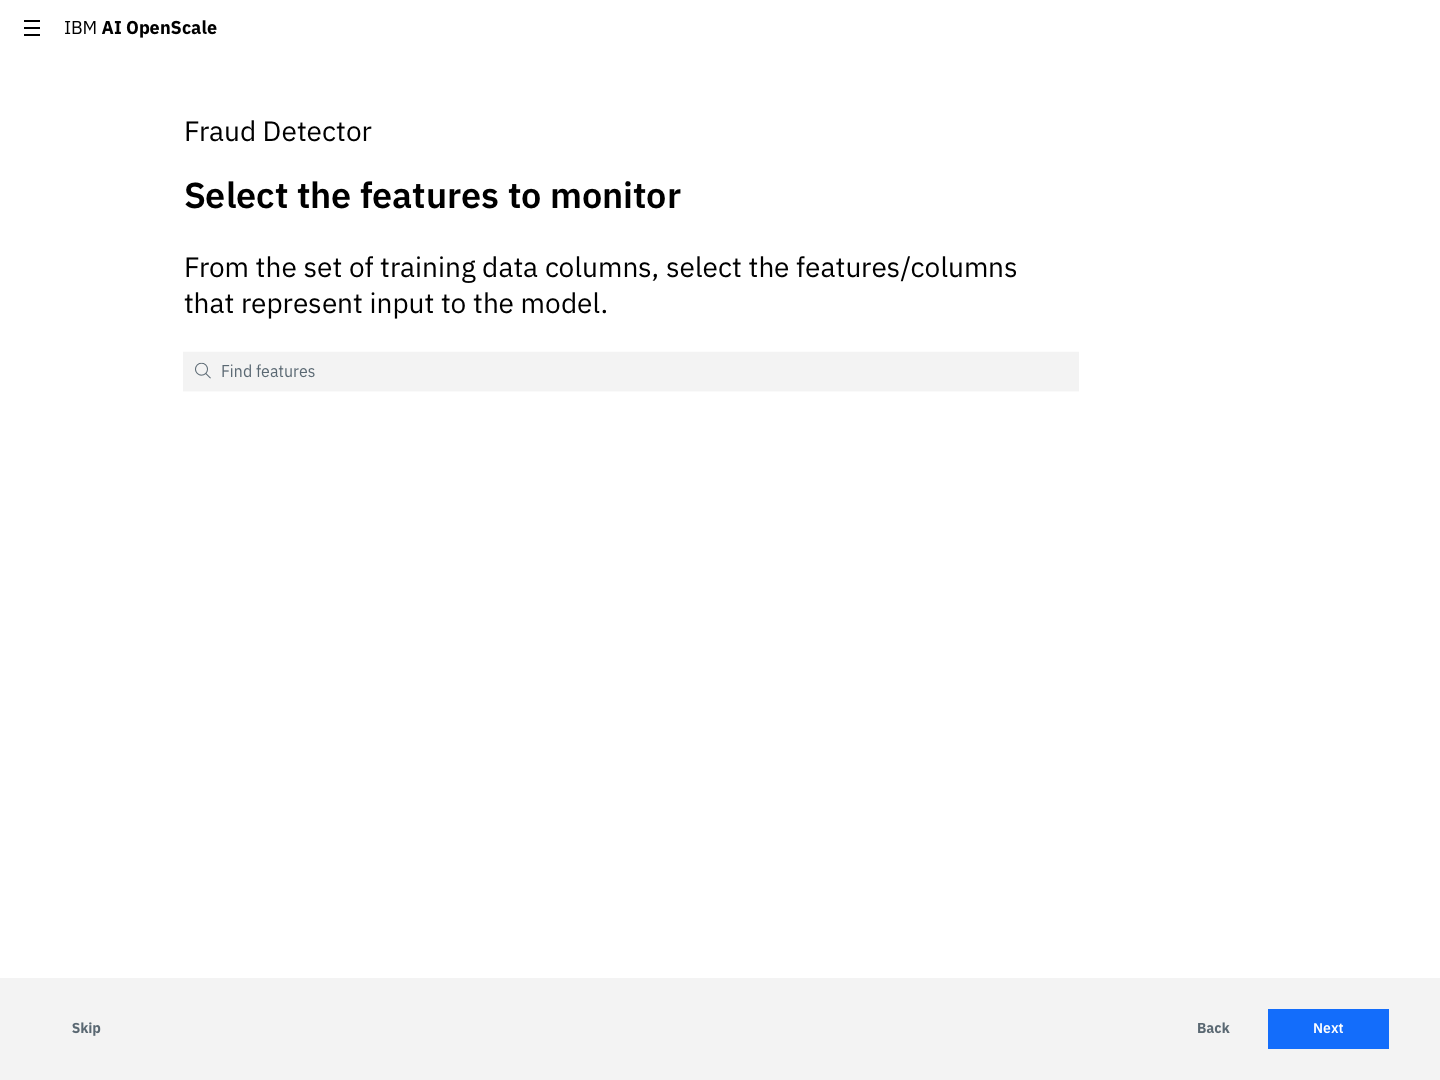 IBM AI OpenScale
Fraud Detector
Select the features to monitor
From the set of training data columns, select the features/columns
that represent input to the model.
Find features
Skip
Back
Next